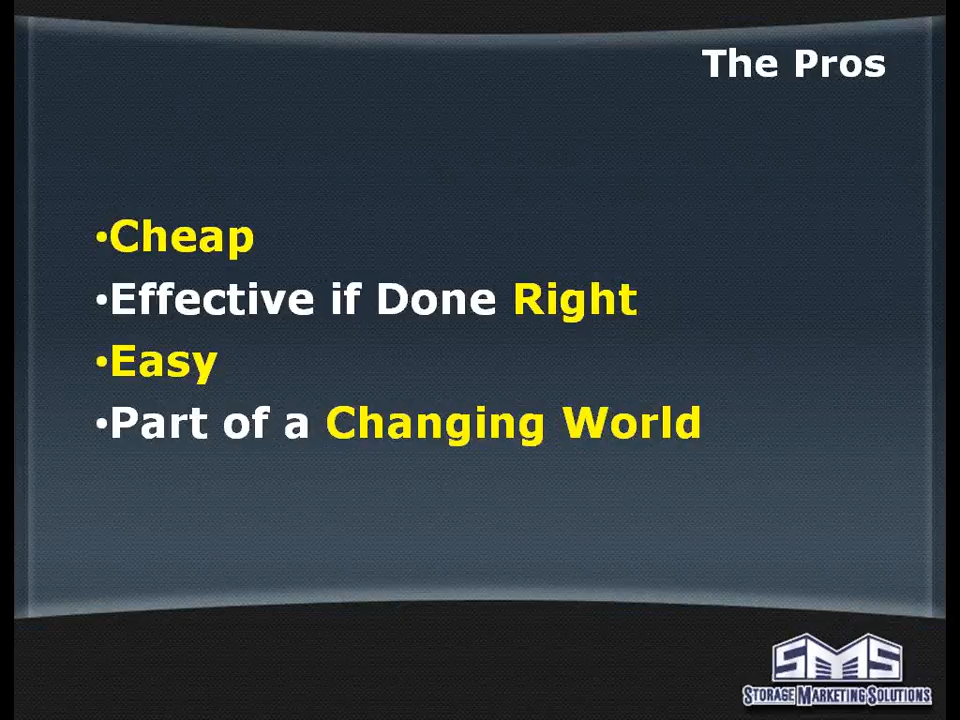 The Pros
•Cheap
•Effective if Done Right
•Easy
•Part of a Changing World
SMS
STORAGE MARKETING SOLUTIONS